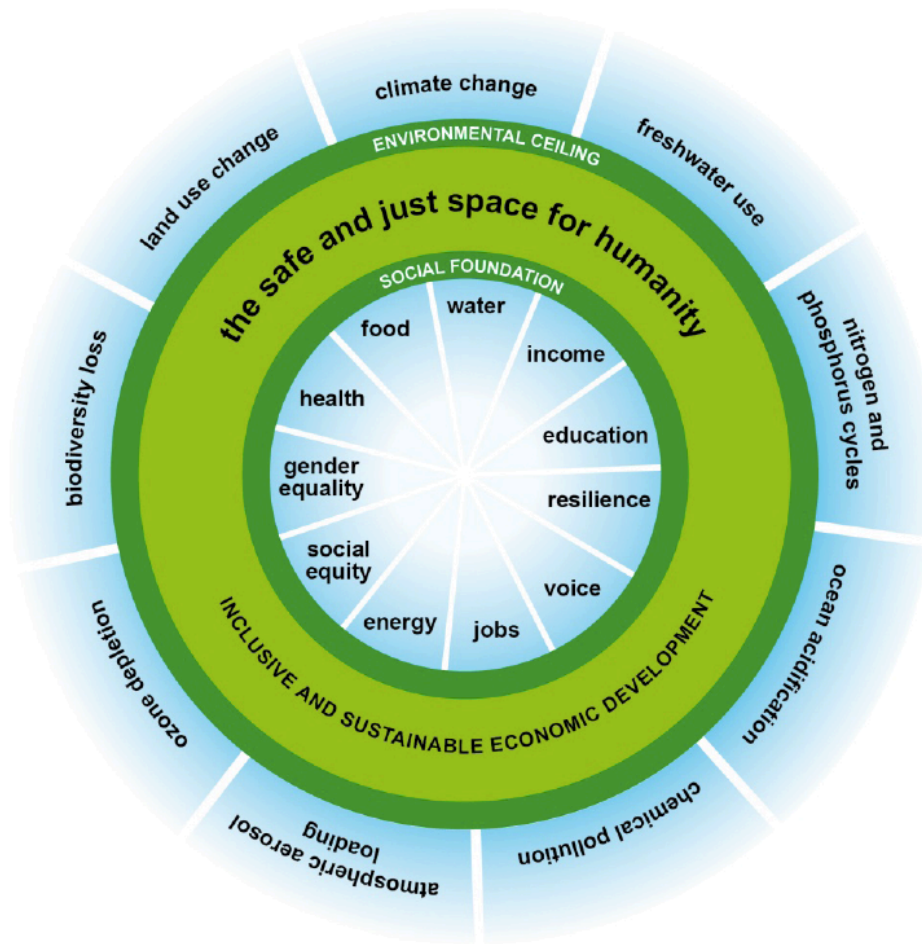 climate change
freshwater use
nitrogen and
phosphorus cycles
ocean acidification
chemical pollution
atmospheric aerosol
loading
ozone depletion
biodiversity loss
land use change
ENVIRONMENTAL CEILING
the safe and just space for humanity
SOCIAL FOUNDATION
water
income
education
resilience
voice
jobs
energy
social
equity
gender
equality
health
food
INCLUSIVE AND SUSTAINABLE ECONOMIC DEVELOPMENT